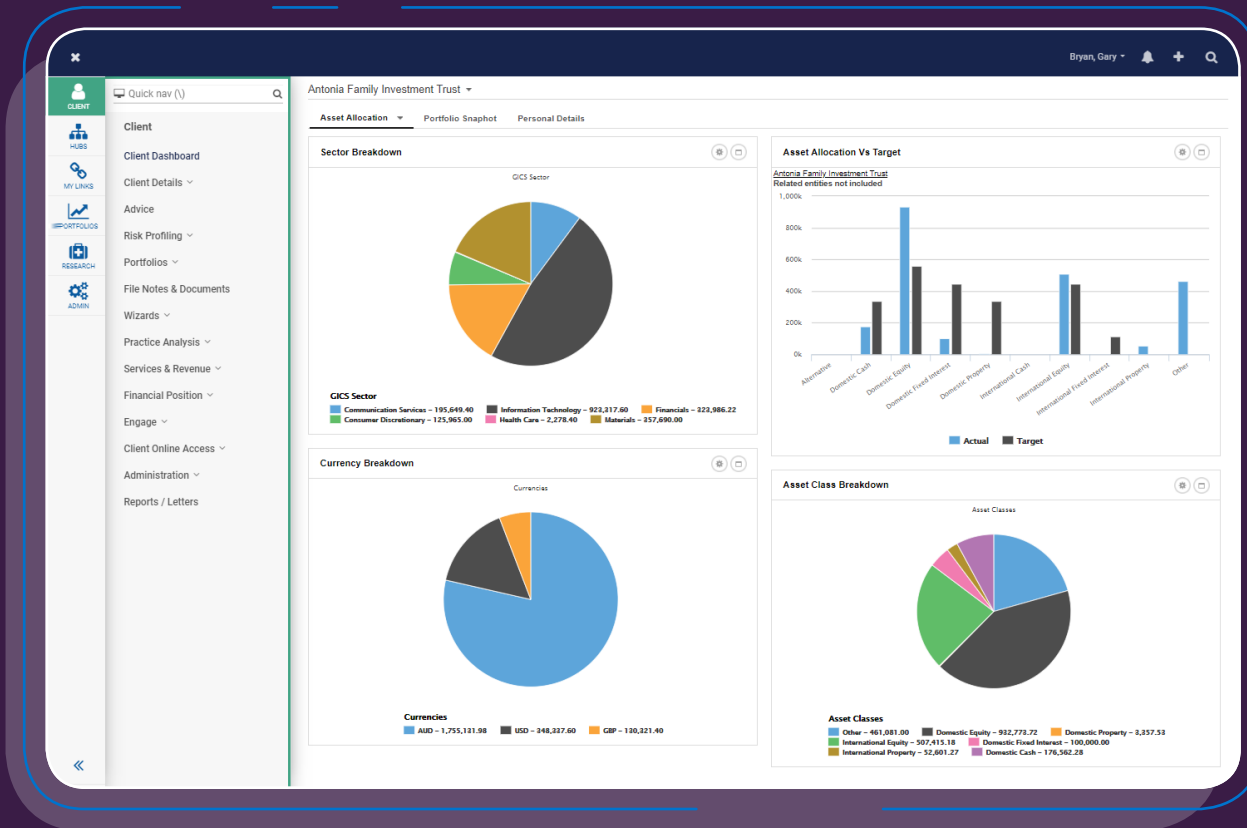 Bryan, Gary
CLIENT
HUBS
MY LINKS
PORTFOLIOS
RESEARCH
ADMIN
Quick nav (\)
Client
Client Dashboard
Client Details
Advice
Risk Profiling
Portfolios
File Notes & Documents
Wizards
Practice Analysis
Services & Revenue
Financial Position
Engage
Client Online Access
Administration
Reports / Letters
Antonia Family Investment Trust
Asset Allocation Portfolio Snaphot Personal Details
Sector Breakdown
GICS Sector
GICS Sector
Communication Services – 195,649.40 Information Technology – 923,317.60 Financials – 323,986.22
Consumer Discretionary – 125,965.00 Health Care – 2,278.40 Materials – 357,690.00
Asset Allocation Vs Target
Antonia Family Investment Trust
Related entities not included
1,000k
800k
600k
400k
200k
0k
Alternative
Domestic Cash
Domestic Equity
Domestic Fixed Interest
Domestic Property
International Cash
International Equity
International Fixed Interest
International Property
Other
Actual Target
Currency Breakdown
Currencies
Currencies
AUD – 1,755,131.98 USD – 348,337.60 GBP – 130,321.40
Asset Class Breakdown
Asset Classes
Asset Classes
Other – 461,081.00 Domestic Equity – 932,773.72 Domestic Property – 3,357.53
International Equity – 507,415.18 Domestic Fixed Interest – 100,000.00
International Property – 52,601.27 Domestic Cash – 176,562.28